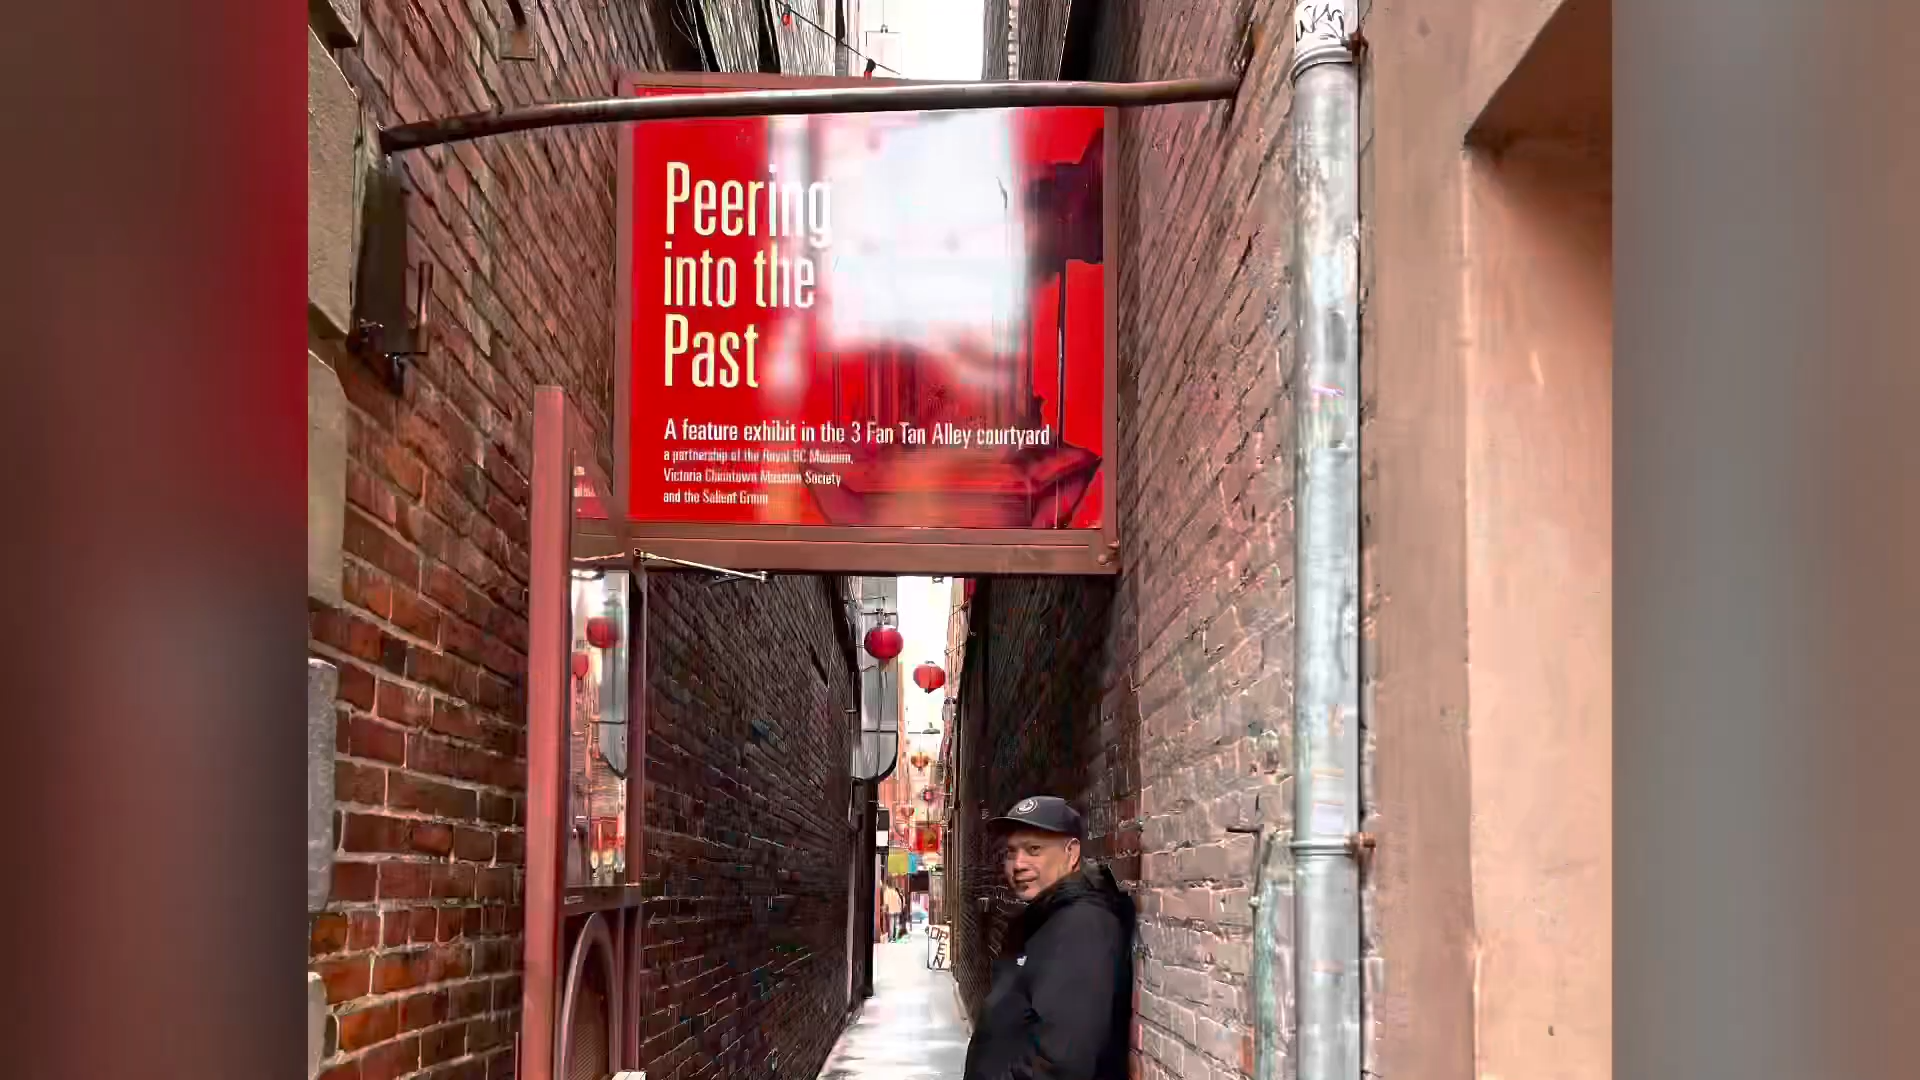 Peering
into the
Past
A feature exhibit in the 3 Fan Tan Alley courtyard
a partnership of the Royal BC Museum,
Victoria Chinatown Museum Society
and the Salient Group
OPEN